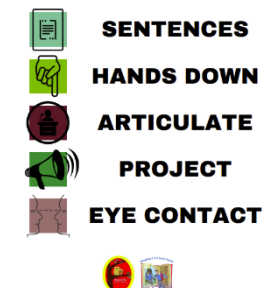 SENTENCES
HANDS DOWN
ARTICULATE
PROJECT
EYE CONTACT